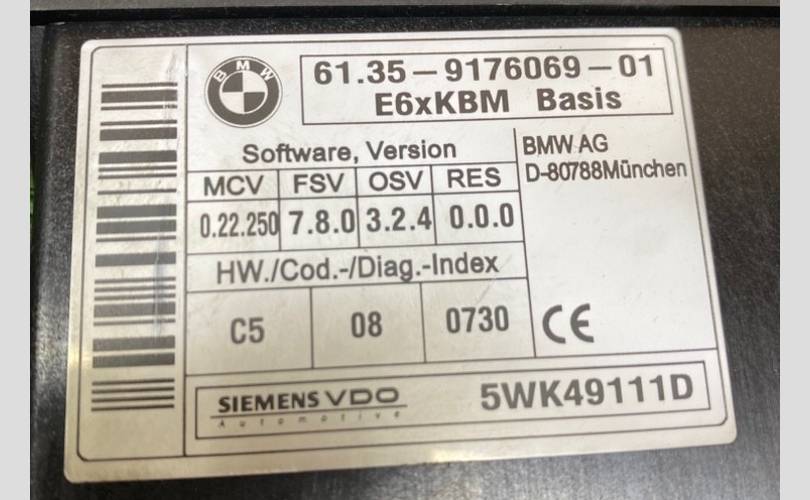 BMW
61.35-9176069-01
E6xKBM Basis
Software, Version
MCV FSV OSV RES
0.22.250 7.8.0 3.2.4 0.0.0
BMW AG
D-80788München
HW./Cod.-/Diag.-Index
C5 08 0730
CE
SIEMENS VDO
Automotive
5WK49111D